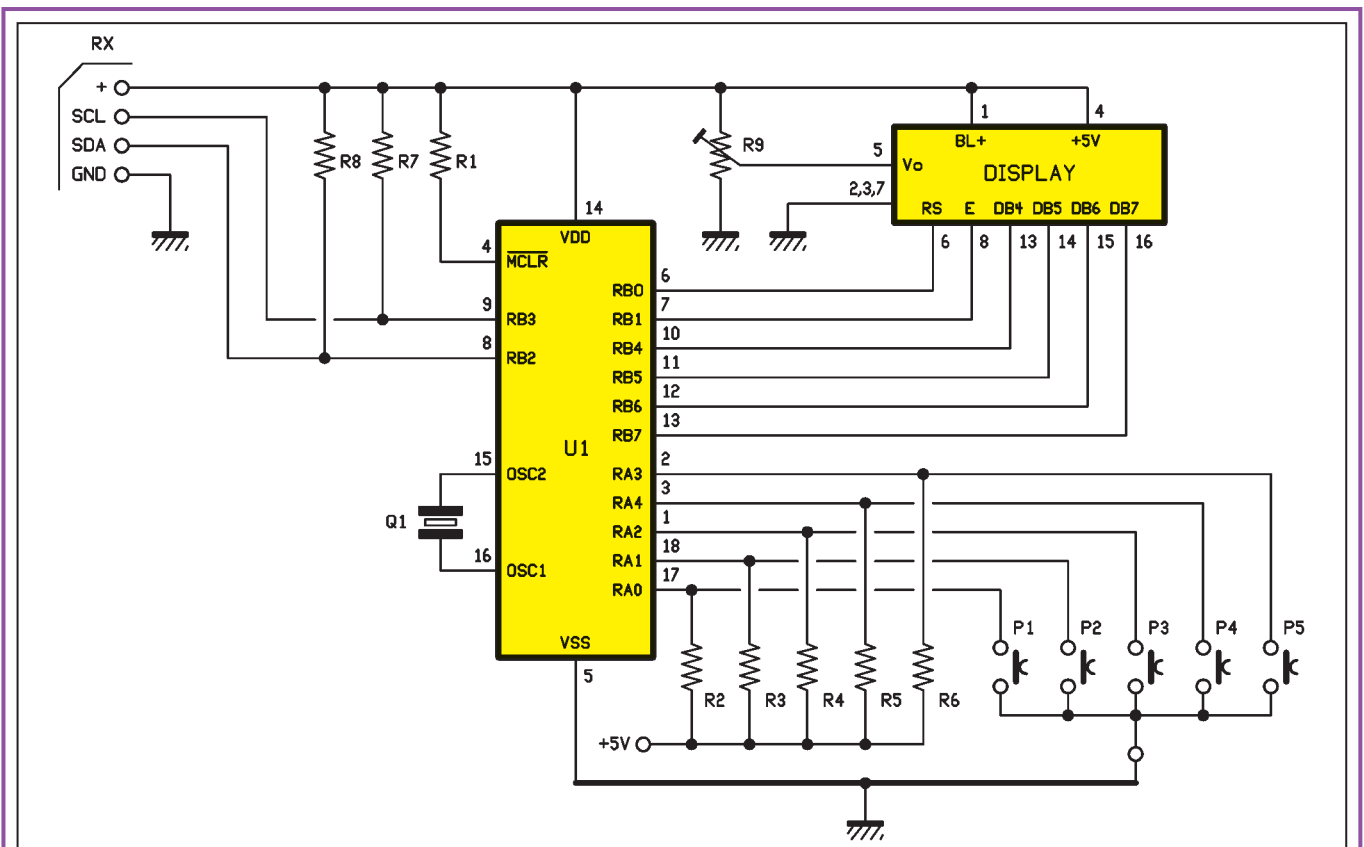 RX
+
SCL
SDA
GND
R8
R7
R1
R9
1
4
BL+
+5V
5
Vo
DISPLAY
2,3,7
RS E DB4 DB5 DB6 DB7
6 8 13 14 15 16
14
VDD
4
MCLR
9
RB3
8
RB2
U1
15
OSC2
Q1
16
OSC1
VSS
5
RB0
6
RB1
7
RB4
10
RB5
11
RB6
12
RB7
13
RA3
2
RA4
3
RA2
1
RA1
18
RA0
17
P1 P2 P3 P4 P5
R2 R3 R4 R5 R6
+5V